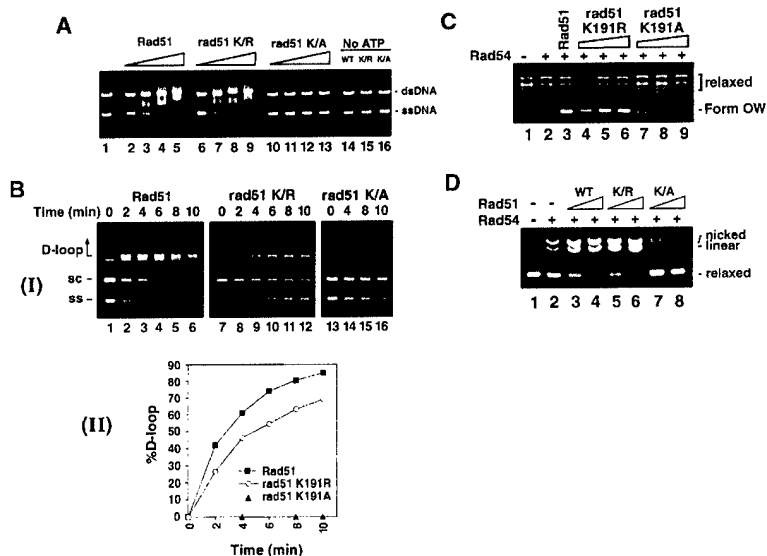 A
Rad51 rad51 K/R rad51 K/A No ATP
WT K/R K/A
- dsDNA
- ssDNA
1 2 3 4 5 6 7 8 9 10 11 12 13 14 15 16
B
Rad51 rad51 K/R rad51 K/A
Time (min) 0 2 4 6 8 10 0 2 4 6 8 10 0 4 8 10
D-loop
(I)
sc -
ss -
1 2 3 4 5 6 7 8 9 10 11 12 13 14 15 16
(II)
%D-loop
90
80
70
60
50
40
30
20
10
0
Rad51
rad51 K191R
rad51 K191A
0 2 4 6 8 10
Time (min)
C
Rad51
rad51 K191R
rad51 K191A
Rad54 - + + + + + + + +
relaxed
- Form OW
1 2 3 4 5 6 7 8 9
D
WT K/R K/A
Rad51 - -
Rad54 - + + + + + + +
nicked
linear
- relaxed
1 2 3 4 5 6 7 8